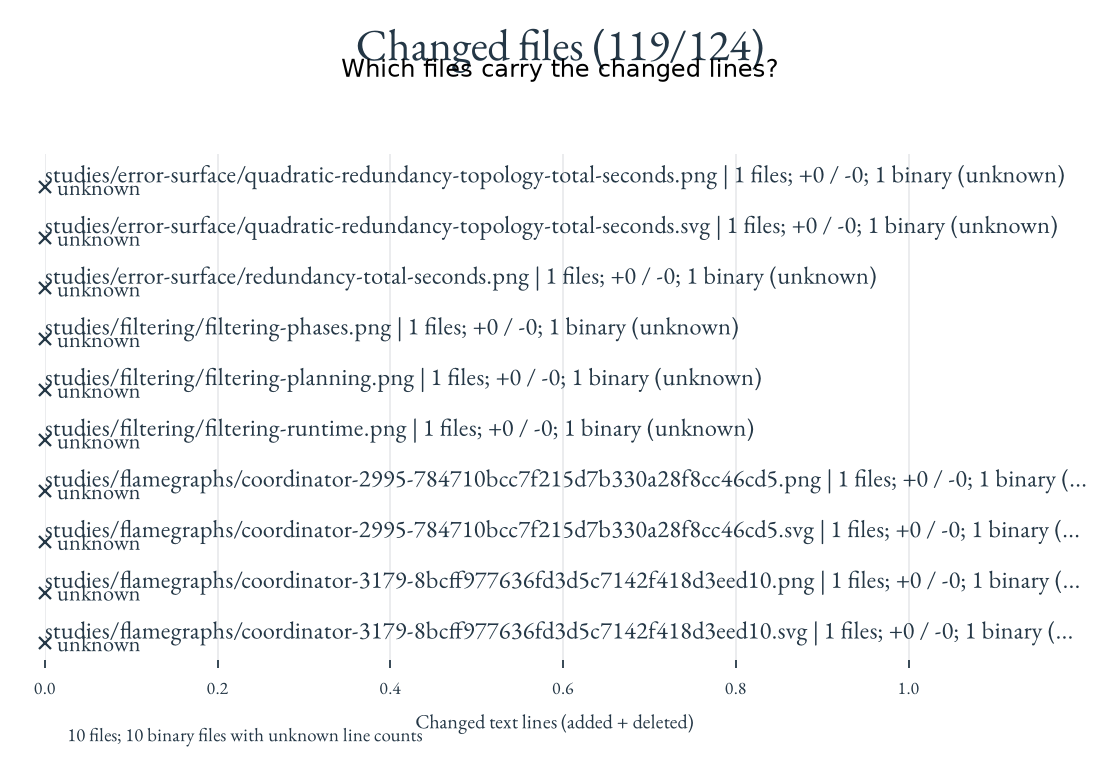 Changed files (119/124)
Which files carry the changed lines?
studies/error-surface/quadratic-redundancy-topology-total-seconds.png | 1 files; +0 / -0; 1 binary (unknown)
unknown
studies/error-surface/quadratic-redundancy-topology-total-seconds.svg | 1 files; +0 / -0; 1 binary (unknown)
unknown
studies/error-surface/redundancy-total-seconds.png | 1 files; +0 / -0; 1 binary (unknown)
unknown
studies/filtering/filtering-phases.png | 1 files; +0 / -0; 1 binary (unknown)
unknown
studies/filtering/filtering-planning.png | 1 files; +0 / -0; 1 binary (unknown)
unknown
studies/filtering/filtering-runtime.png | 1 files; +0 / -0; 1 binary (unknown)
unknown
studies/flamegraphs/coordinator-2995-784710bcc7f215d7b330a28f8cc46cd5.png | 1 files; +0 / -0; 1 binary (...
unknown
studies/flamegraphs/coordinator-2995-784710bcc7f215d7b330a28f8cc46cd5.svg | 1 files; +0 / -0; 1 binary (...
unknown
studies/flamegraphs/coordinator-3179-8bcff977636fd3d5c7142f418d3eed10.png | 1 files; +0 / -0; 1 binary (...
unknown
studies/flamegraphs/coordinator-3179-8bcff977636fd3d5c7142f418d3eed10.svg | 1 files; +0 / -0; 1 binary (...
unknown
0.0 0.2 0.4 0.6 0.8 1.0
Changed text lines (added + deleted)
10 files; 10 binary files with unknown line counts